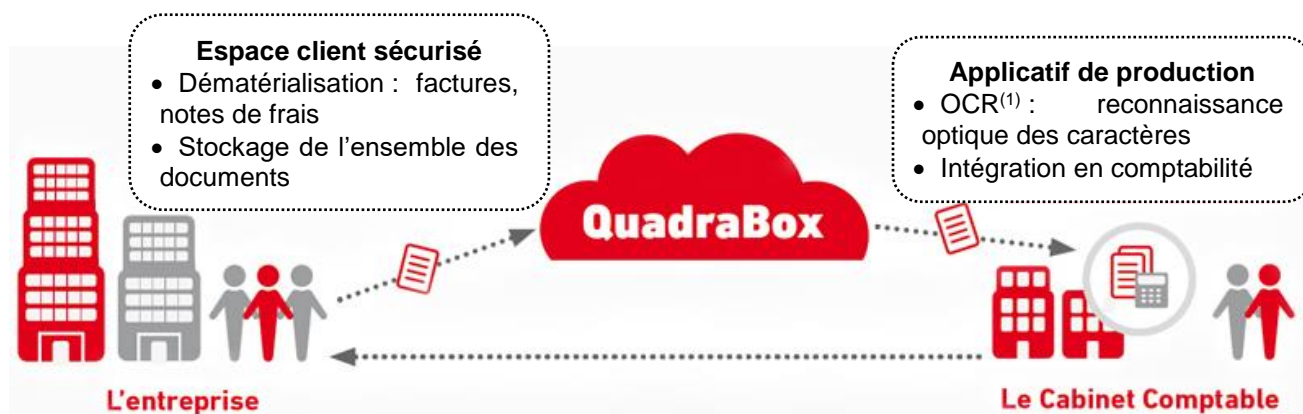 Espace client sécurisé
• Dématérialisation : factures,
notes de frais
• Stockage de l’ensemble des
documents
Applicatif de production
• OCR(1) : reconnaissance
optique des caractères
• Intégration en comptabilité
QuadraBox
L'entreprise
Le Cabinet Comptable